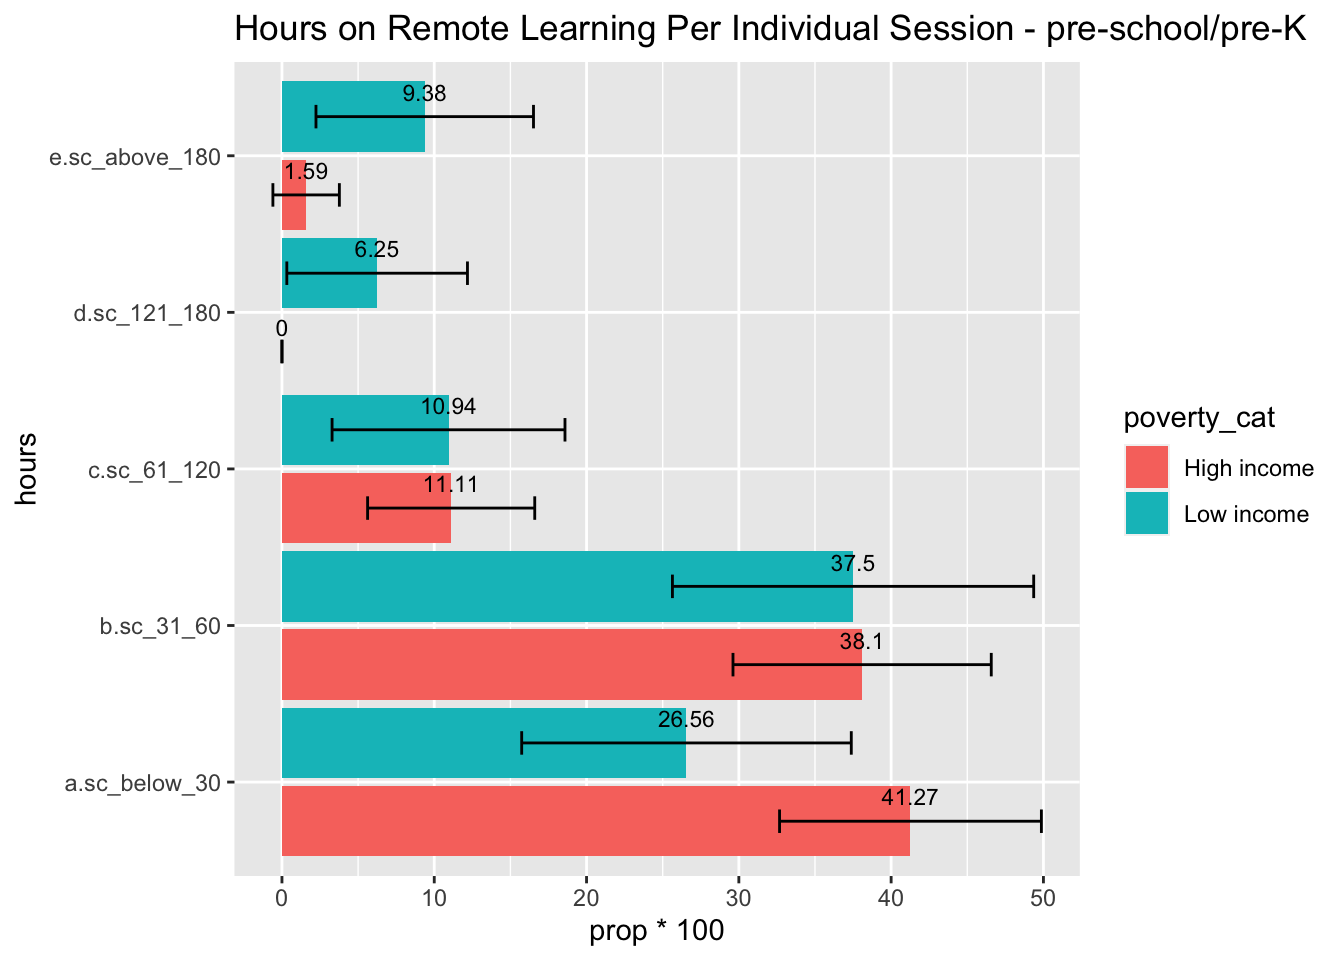 Hours on Remote Learning Per Individual Session - pre-school/pre-K
hours
e.sc_above_180
d.sc_121_180
c.sc_61_120
b.sc_31_60
a.sc_below_30
9.38
1.59
6.25
0
10.94
11.11
37.5
38.1
26.56
41.27
0 10 20 30 40 50
prop * 100
poverty_cat
High income
Low income